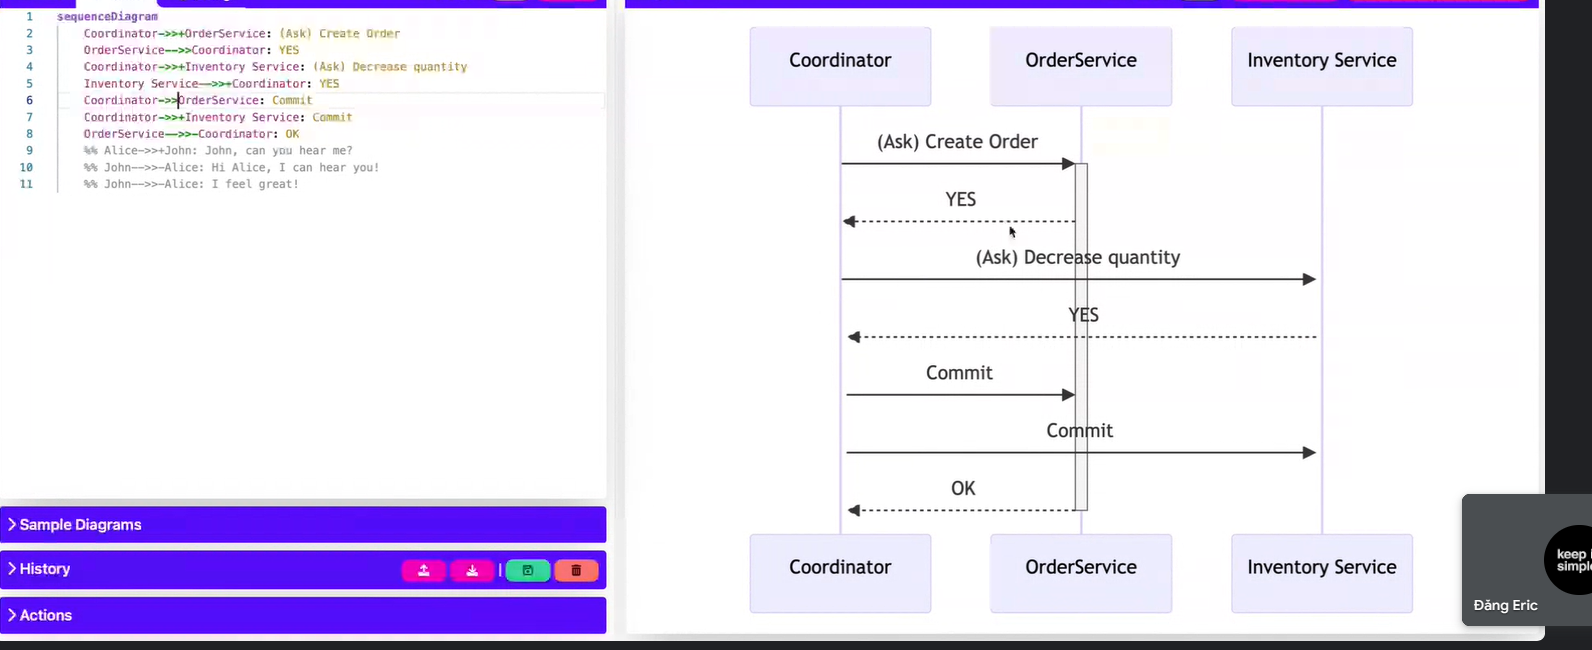 1 sequenceDiagram
2 Coordinator->>+OrderService: (Ask) Create Order
3 OrderService-->>Coordinator: YES
4 Coordinator->>+Inventory Service: (Ask) Decrease quantity
5 Inventory Service-->>+Coordinator: YES
6 Coordinator->>OrderService: Commit
7 Coordinator->>+Inventory Service: Commit
8 OrderService-->>-Coordinator: OK
9 %% Alice->>+John: John, can you hear me?
10 %% John-->>-Alice: Hi Alice, I can hear you!
11 %% John-->>-Alice: I feel great!
Sample Diagrams
History
Actions
Coordinator OrderService Inventory Service
(Ask) Create Order
YES
(Ask) Decrease quantity
YES
Commit
Commit
OK
Coordinator OrderService Inventory Service
keep i
simple
Đăng Eric